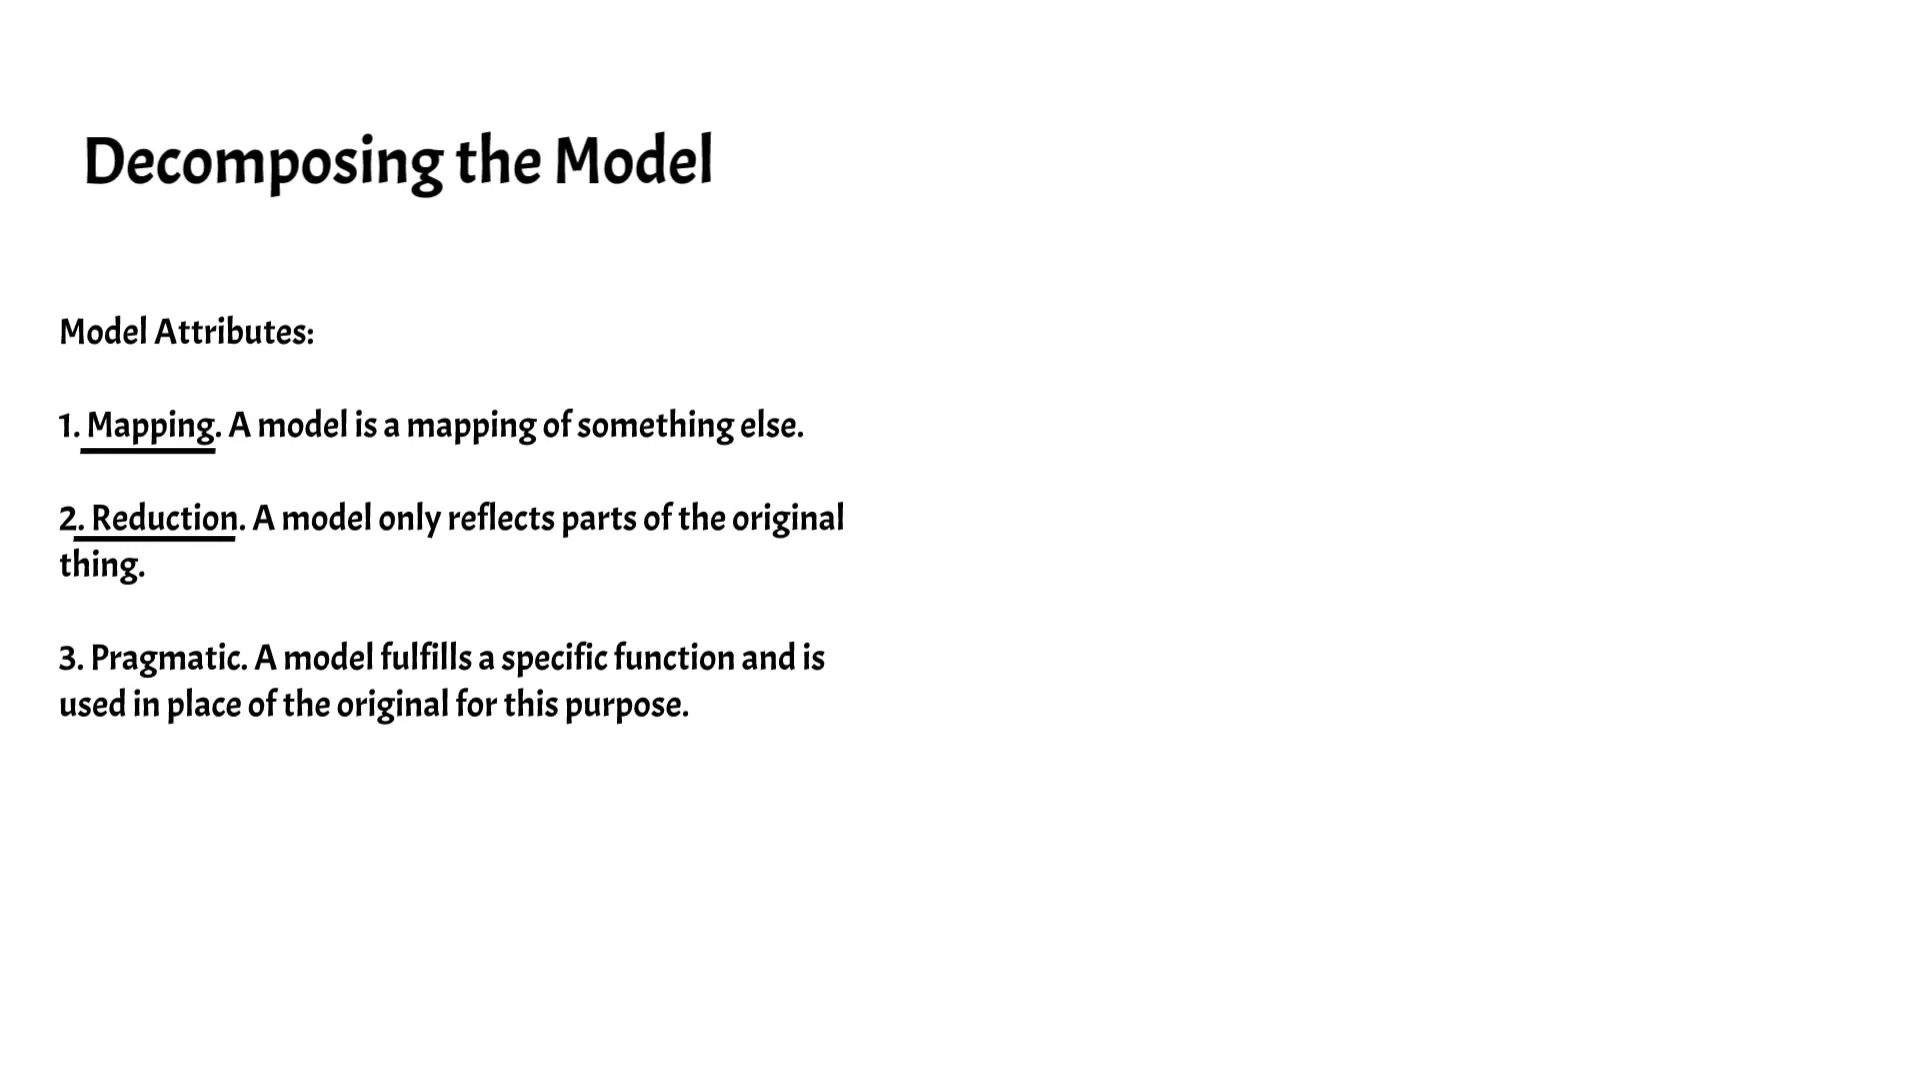 Decomposing the Model
Model Attributes:
1. Mapping. A model is a mapping of something else.
2. Reduction. A model only reflects parts of the original
thing.
3. Pragmatic. A model fulfills a specific function and is
used in place of the original for this purpose.